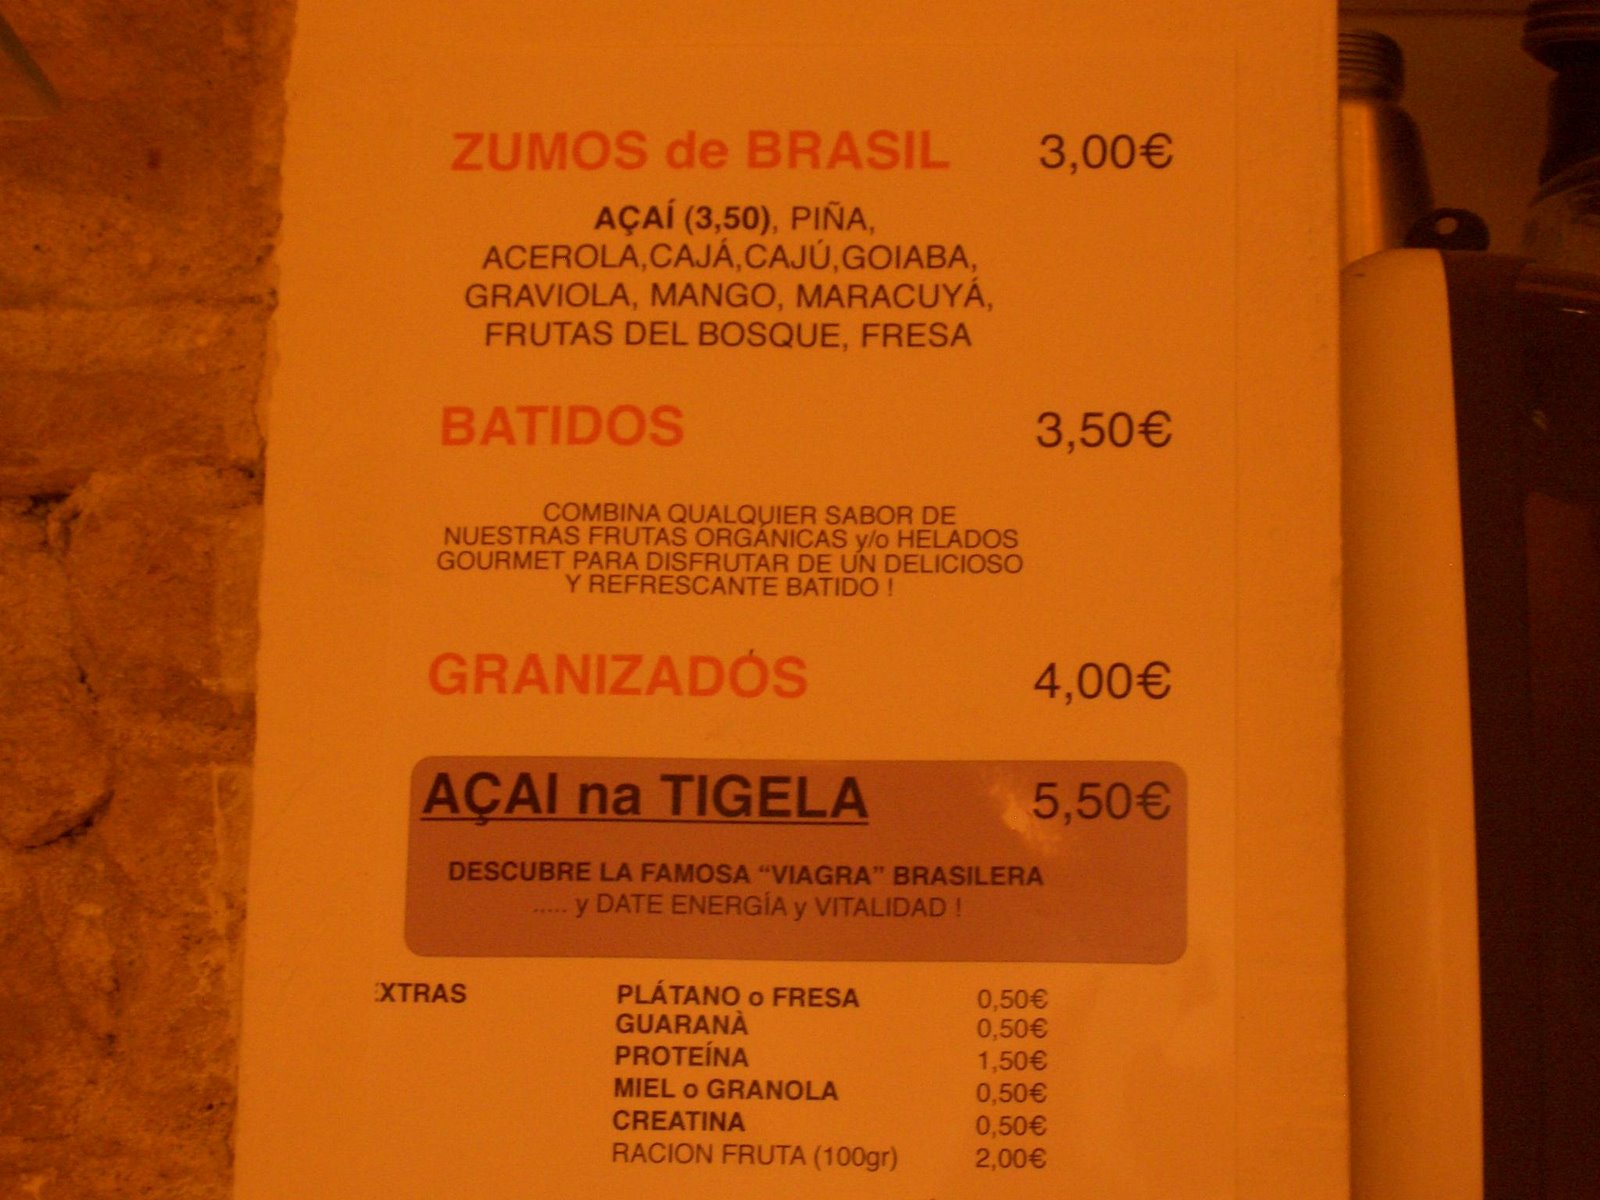 ZUMOS de BRASIL 3,00€
AÇAÍ (3,50), PIÑA,
ACEROLA,CAJÁ,CAJÚ,GOIABA,
GRAVIOLA, MANGO, MARACUYÁ,
FRUTAS DEL BOSQUE, FRESA
BATIDOS 3,50€
COMBINA QUALQUIER SABOR DE
NUESTRAS FRUTAS ORGÁNICAS y/o HELADOS
GOURMET PARA DISFRUTAR DE UN DELICIOSO
Y REFRESCANTE BATIDO !
GRANIZADOS 4,00€
AÇAI na TIGELA 5,50€
DESCUBRE LA FAMOSA “VIAGRA” BRASILERA
..... y DATE ENERGÍA y VITALIDAD !
EXTRAS PLÁTANO o FRESA 0,50€
GUARANÀ 0,50€
PROTEÍNA 1,50€
MIEL o GRANOLA 0,50€
CREATINA 0,50€
RACION FRUTA (100gr) 2,00€